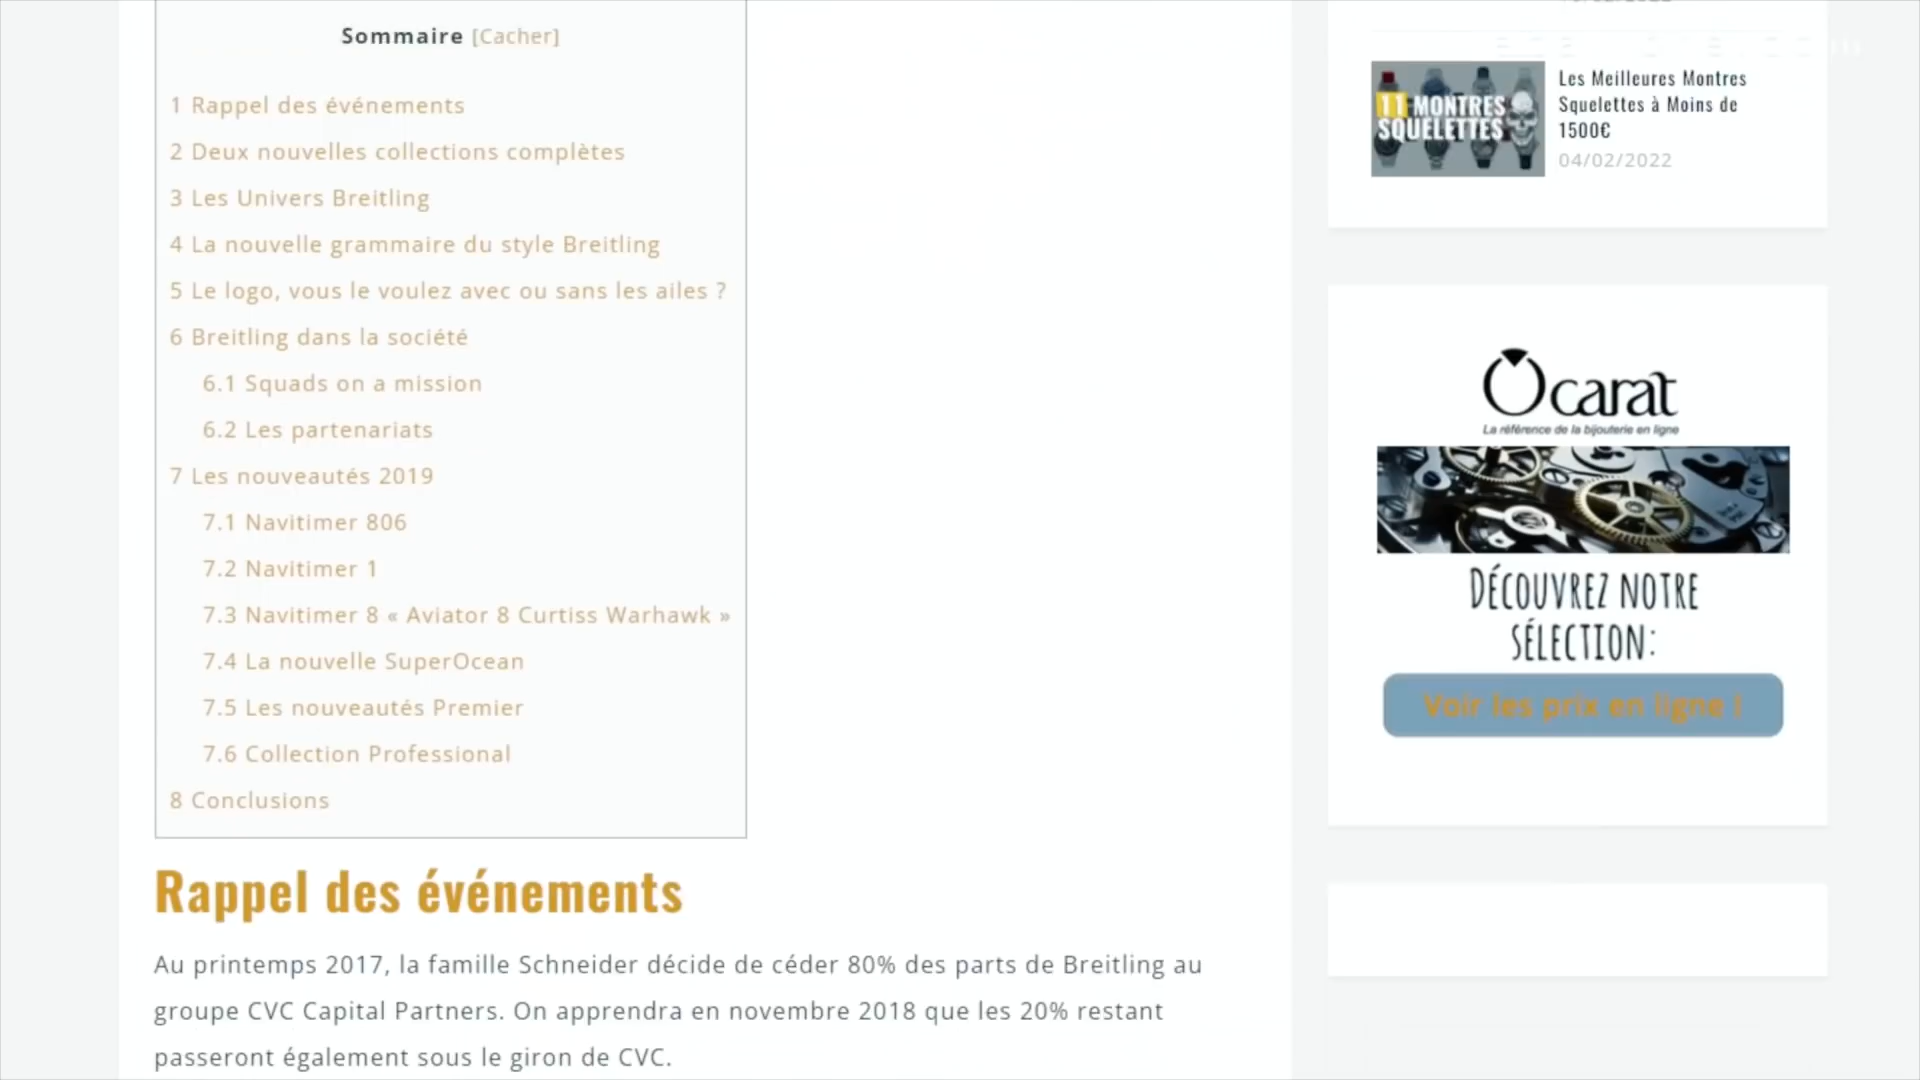 Sommaire [Cacher]
1 Rappel des événements
2 Deux nouvelles collections complètes
3 Les Univers Breitling
4 La nouvelle grammaire du style Breitling
5 Le logo, vous le voulez avec ou sans les ailes ?
6 Breitling dans la société
6.1 Squads on a mission
6.2 Les partenariats
7 Les nouveautés 2019
7.1 Navitimer 806
7.2 Navitimer 1
7.3 Navitimer 8 « Aviator 8 Curtiss Warhawk »
7.4 La nouvelle SuperOcean
7.5 Les nouveautés Premier
7.6 Collection Professional
8 Conclusions
Rappel des événements
Au printemps 2017, la famille Schneider décide de céder 80% des parts de Breitling au
groupe CVC Capital Partners. On apprendra en novembre 2018 que les 20% restant
passeront également sous le giron de CVC.
11 MONTRES
SQUELETTES
Les Meilleures Montres
Squelettes à Moins de
1500€
04/02/2022
Ocarat
La référence de la bijouterie en ligne
DÉCOUVREZ NOTRE
SÉLECTION:
Voir les prix en ligne !